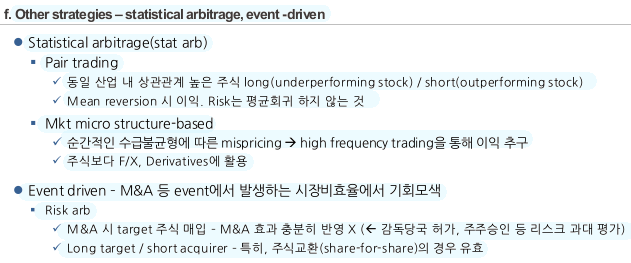 f. Other strategies – statistical arbitrage, event -driven
● Statistical arbitrage(stat arb)
▪ Pair trading
✓ 동일 산업 내 상관관계 높은 주식 long(underperforming stock) / short(outperforming stock)
✓ Mean reversion 시 이익. Risk는 평균회귀 하지 않는 것
▪ Mkt micro structure-based
✓ 순간적인 수급불균형에 따른 mispricing → high frequency trading을 통해 이익 추구
✓ 주식보다 F/X, Derivatives에 활용
● Event driven - M&A 등 event에서 발생하는 시장비효율에서 기회모색
▪ Risk arb
✓ M&A 시 target 주식 매입 - M&A 효과 충분히 반영 X (← 감독당국 허가, 주주승인 등 리스크 과대 평가)
✓ Long target / short acquirer - 특히, 주식교환(share-for-share)의 경우 유효